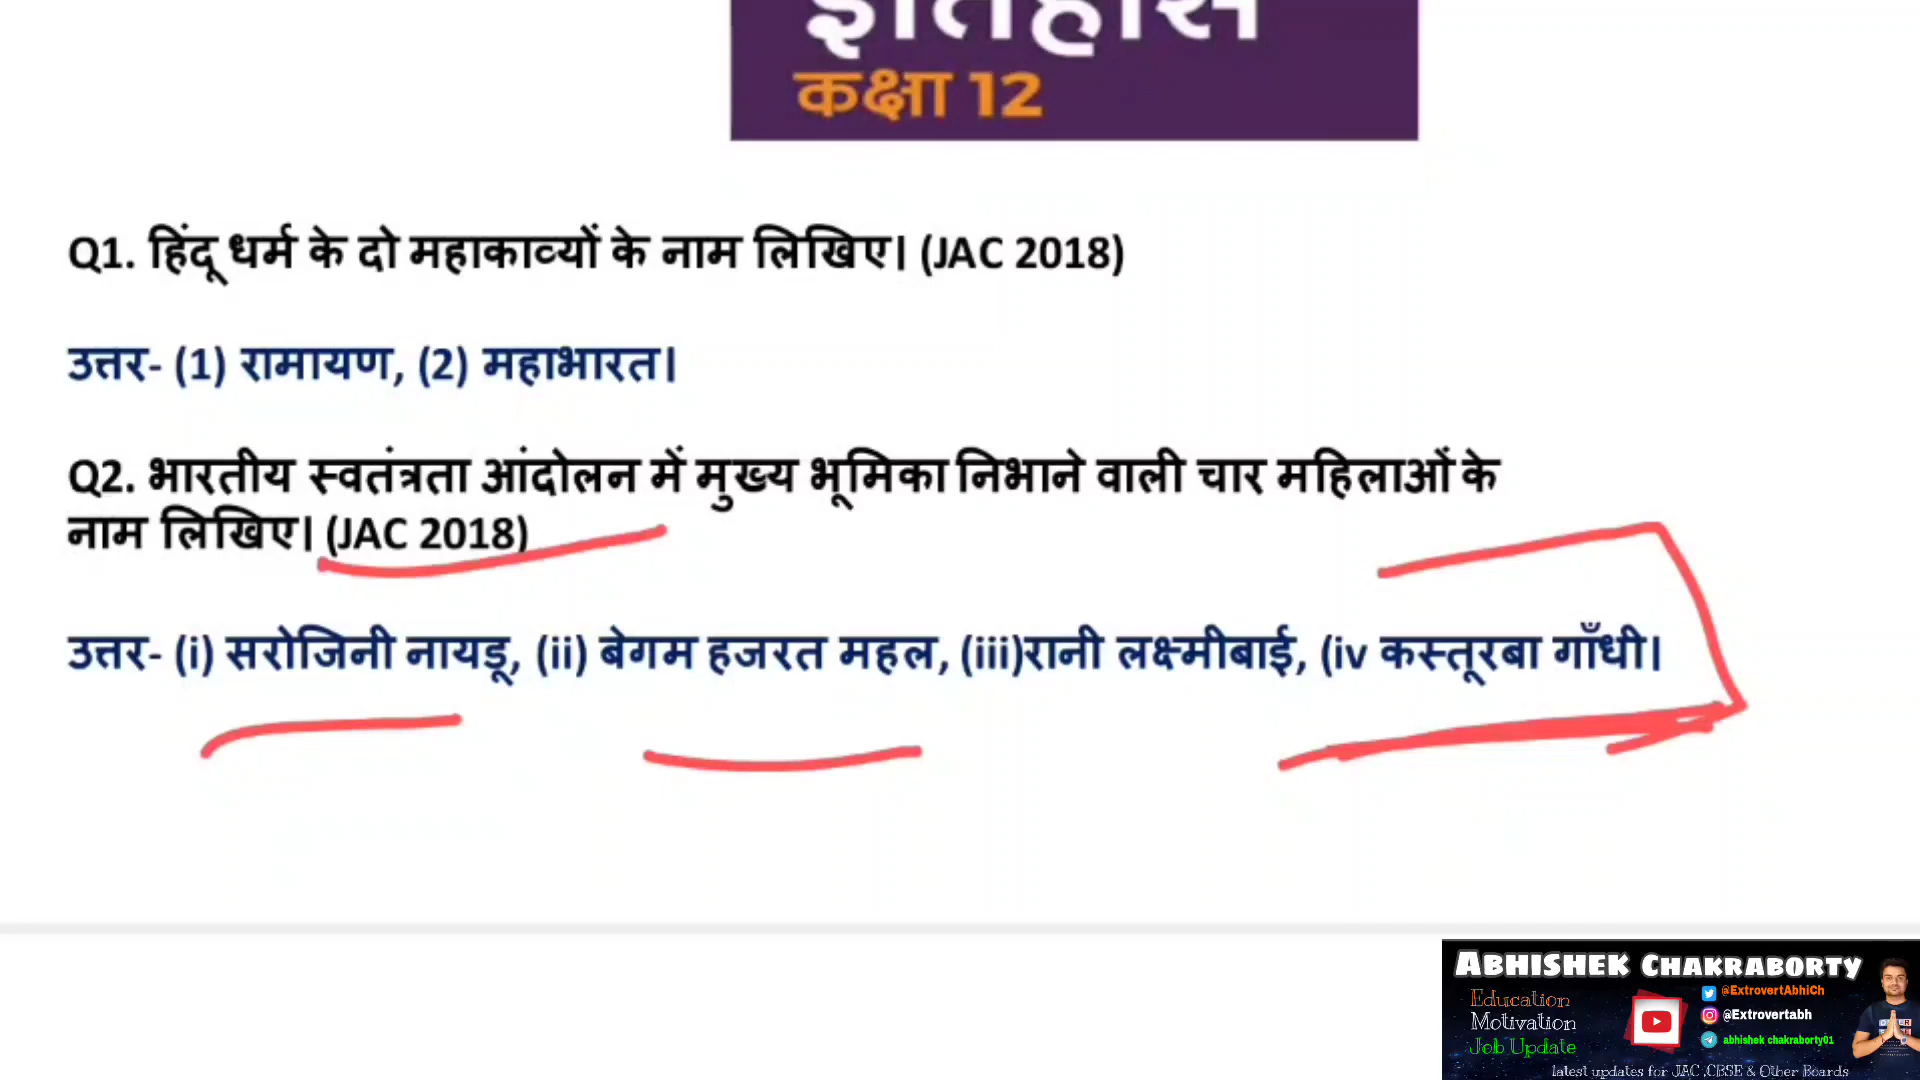 इतिहास
कक्षा 12
Q1. हिंदू धर्म के दो महाकाव्यों के नाम लिखिए। (JAC 2018)
उत्तर- (1) रामायण, (2) महाभारत।
Q2. भारतीय स्वतंत्रता आंदोलन में मुख्य भूमिका निभाने वाली चार महिलाओं के
नाम लिखिए। (JAC 2018)
उत्तर- (i) सरोजिनी नायडू, (ii) बेगम हजरत महल, (iii)रानी लक्ष्मीबाई, (iv कस्तूरबा गाँधी।
ABHISHEK CHAKRABORTY
Education
Motivation
Job Update
@ExtrovertAbhiCh
@Extrovertabh
abhishek chakraborty01
latest updates for JAC ,CBSE & Other Boards